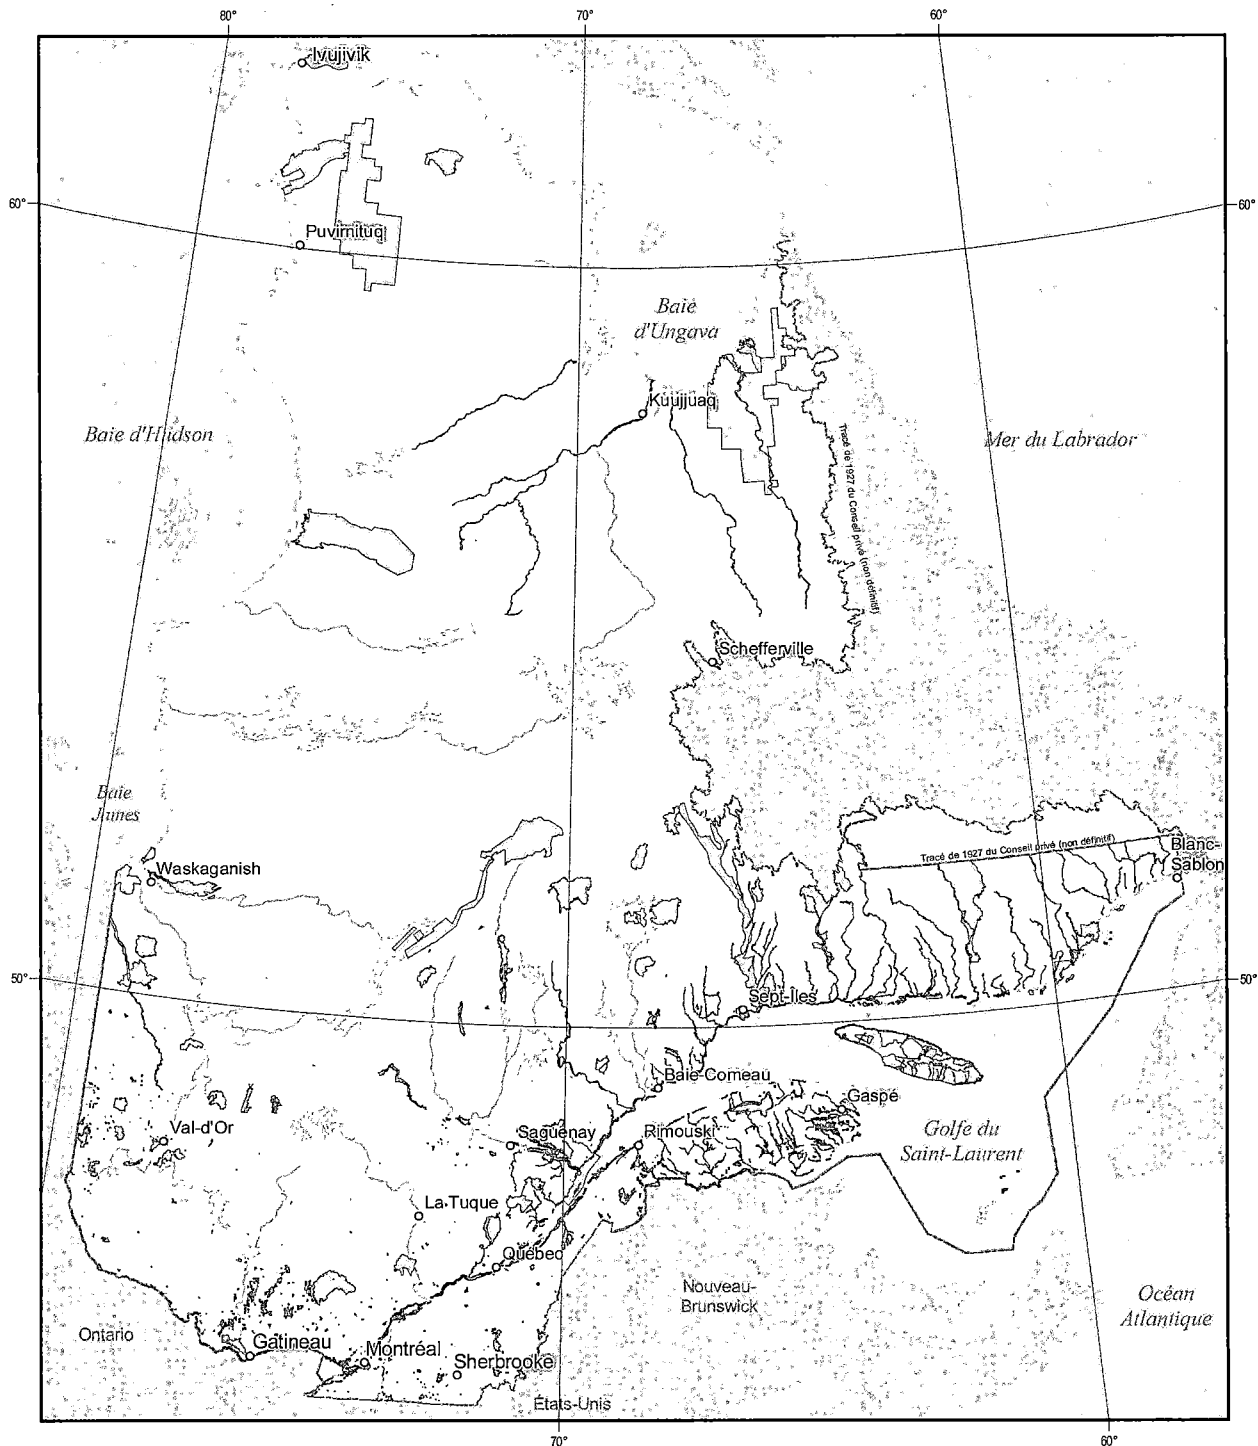 80°
70°
60°
Ivujivik
60°
60°
Puvirnituq
Baie
d'Ungava
Kuujjuaq
Baie d'Hudson
Mer du Labrador
Tracé de 1927 du Conseil privé (non définitif)
Schefferville
Baie
James
Tracé de 1927 du Conseil privé (non définitif)
Blanc-
Sablon
Waskaganish
50°
50°
Sept-Îles
Baie-Comeau
Gaspé
Val-d'Or
Saguenay
Rimouski
Golfe du
Saint-Laurent
La Tuque
Québec
Nouveau-
Brunswick
Océan
Atlantique
Ontario
Gatineau
Montréal
Sherbrooke
États-Unis
70°
60°